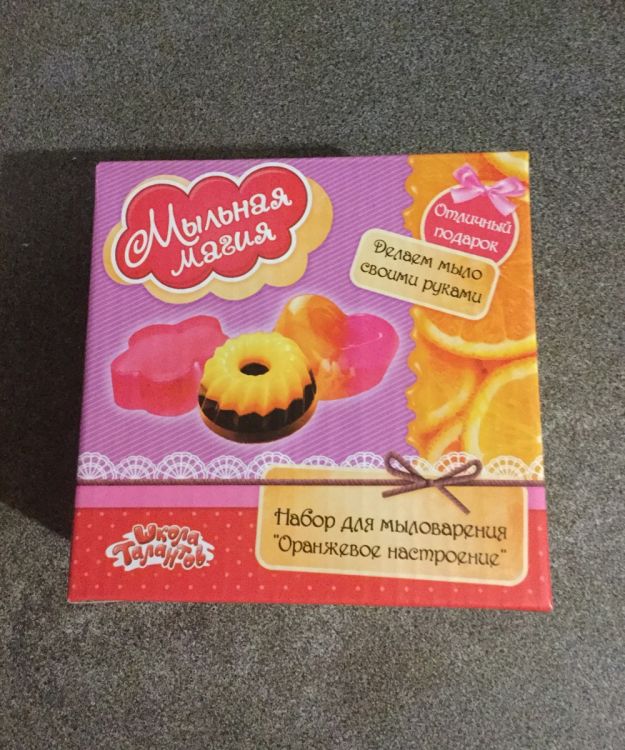 Мыльная
магия
Отличный
подарок
Делаем мыло
своими руками
Набор для мыловарения
"Оранжевое настроение"
Школа
Талантов